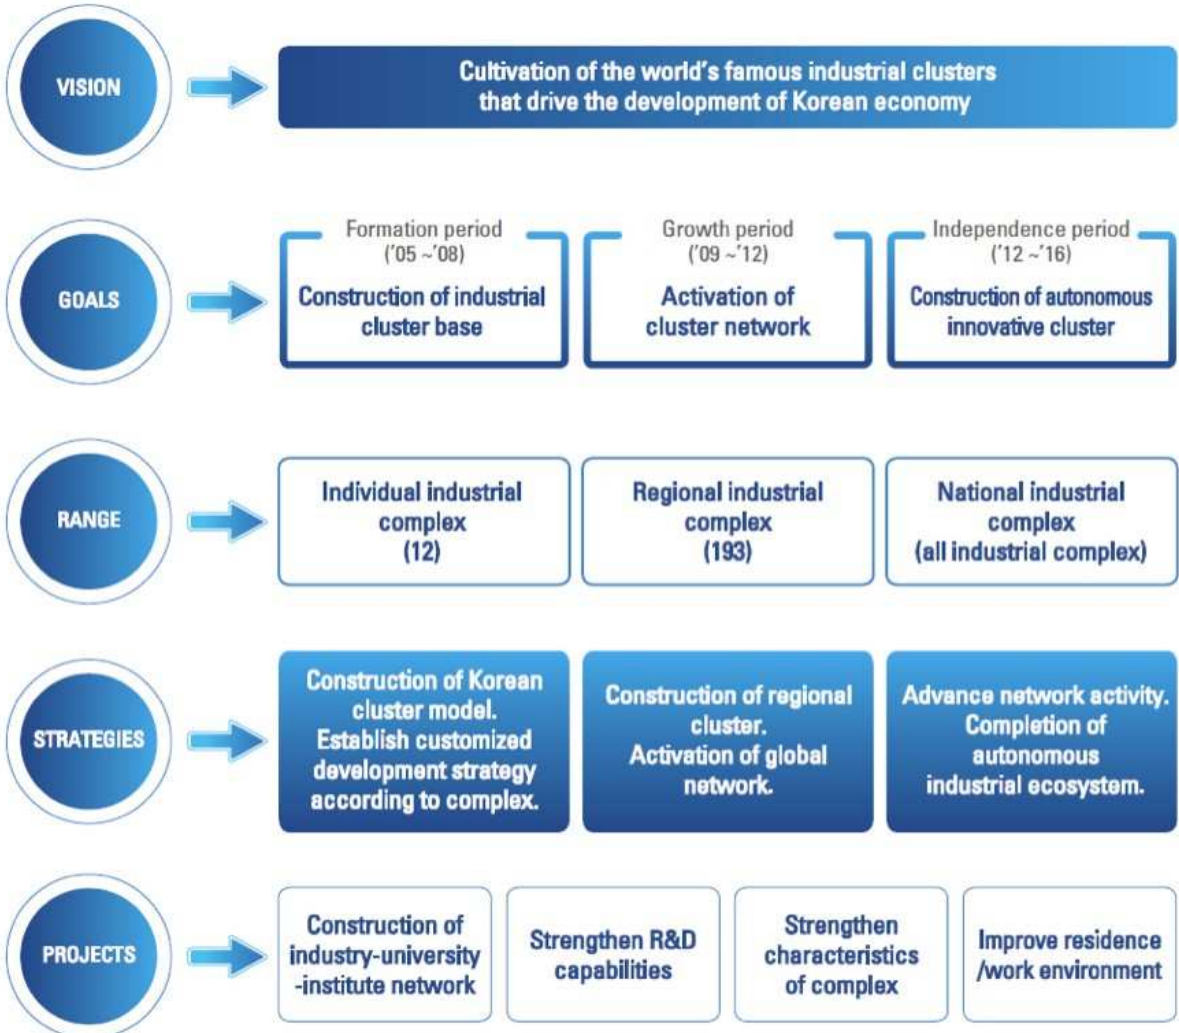 VISION
Cultivation of the world's famous industrial clusters
that drive the development of Korean economy
GOALS
Formation period
('05 ~'08)
Construction of industrial
cluster base
Growth period
('09 ~'12)
Activation of
cluster network
Independence period
('12 ~'16)
Construction of autonomous
innovative cluster
RANGE
Individual industrial
complex
(12)
Regional industrial
complex
(193)
National industrial
complex
(all industrial complex)
STRATEGIES
Construction of Korean
cluster model.
Establish customized
development strategy
according to complex.
Construction of regional
cluster.
Activation of global
network.
Advance network activity.
Completion of
autonomous
industrial ecosystem.
PROJECTS
Construction of
industry-university
-institute network
Strengthen R&D
capabilities
Strengthen
characteristics
of complex
Improve residence
/work environment